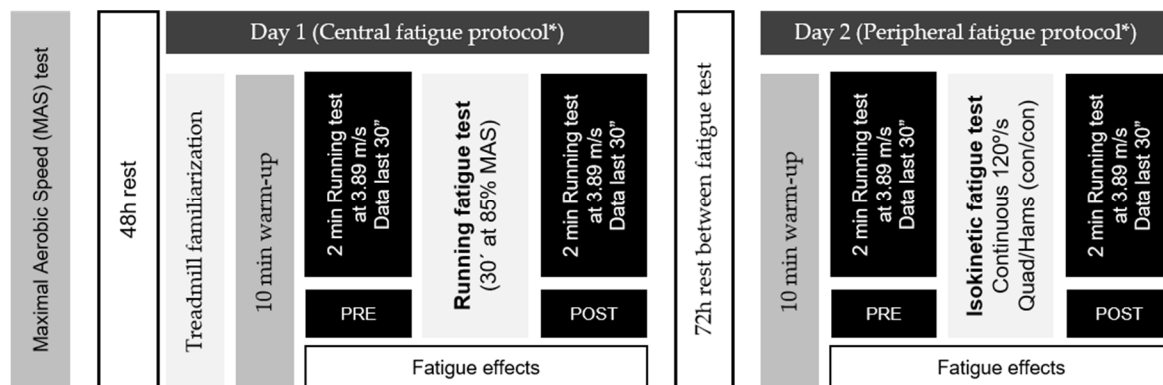 Maximal Aerosbic Speed (MAS) test
48h rest
Day 1 (Central fatigue protocol*)
Treadmill familiarization
10 min warm-up
2 min Running test
at 3.89 m/s
Data last 30”
PRE
Running fatigue test
(30´ at 85% MAS)
2 min Running test
at 3.89 m/s
Data last 30”
POST
Fatigue effects
72h rest between fatigue test
Day 2 (Peripheral fatigue protocol*)
10 min warm-up
2 min Running test
at 3.89 m/s
Data last 30”
PRE
Isokinetic fatigue test
Continuous 120º/s
Quad/Hams (con/con)
2 min Running test
at 3.89 m/s
Data last 30”
POST
Fatigue effects